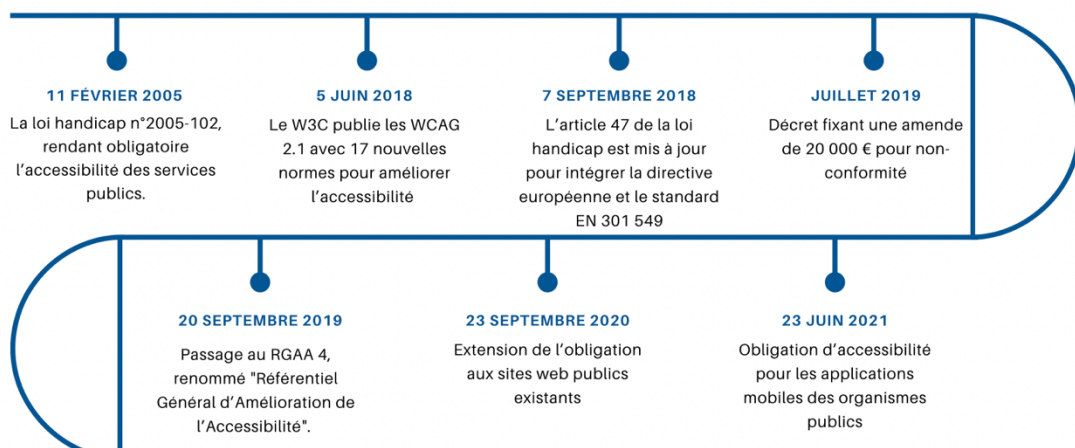 11 FÉVRIER 2005
La loi handicap n°2005-102,
rendant obligatoire
l’accessibilité des services
publics.
5 JUIN 2018
Le W3C publie les WCAG
2.1 avec 17 nouvelles
normes pour améliorer
l’accessibilité
7 SEPTEMBRE 2018
L’article 47 de la loi
handicap est mis à jour
pour intégrer la directive
européenne et le standard
EN 301 549
JUILLET 2019
Décret fixant une amende
de 20 000 € pour non-
conformité
20 SEPTEMBRE 2019
Passage au RGAA 4,
renommé "Référentiel
Général d’Amélioration de
l’Accessibilité".
23 SEPTEMBRE 2020
Extension de l’obligation
aux sites web publics
existants
23 JUIN 2021
Obligation d’accessibilité
pour les applications
mobiles des organismes
publics